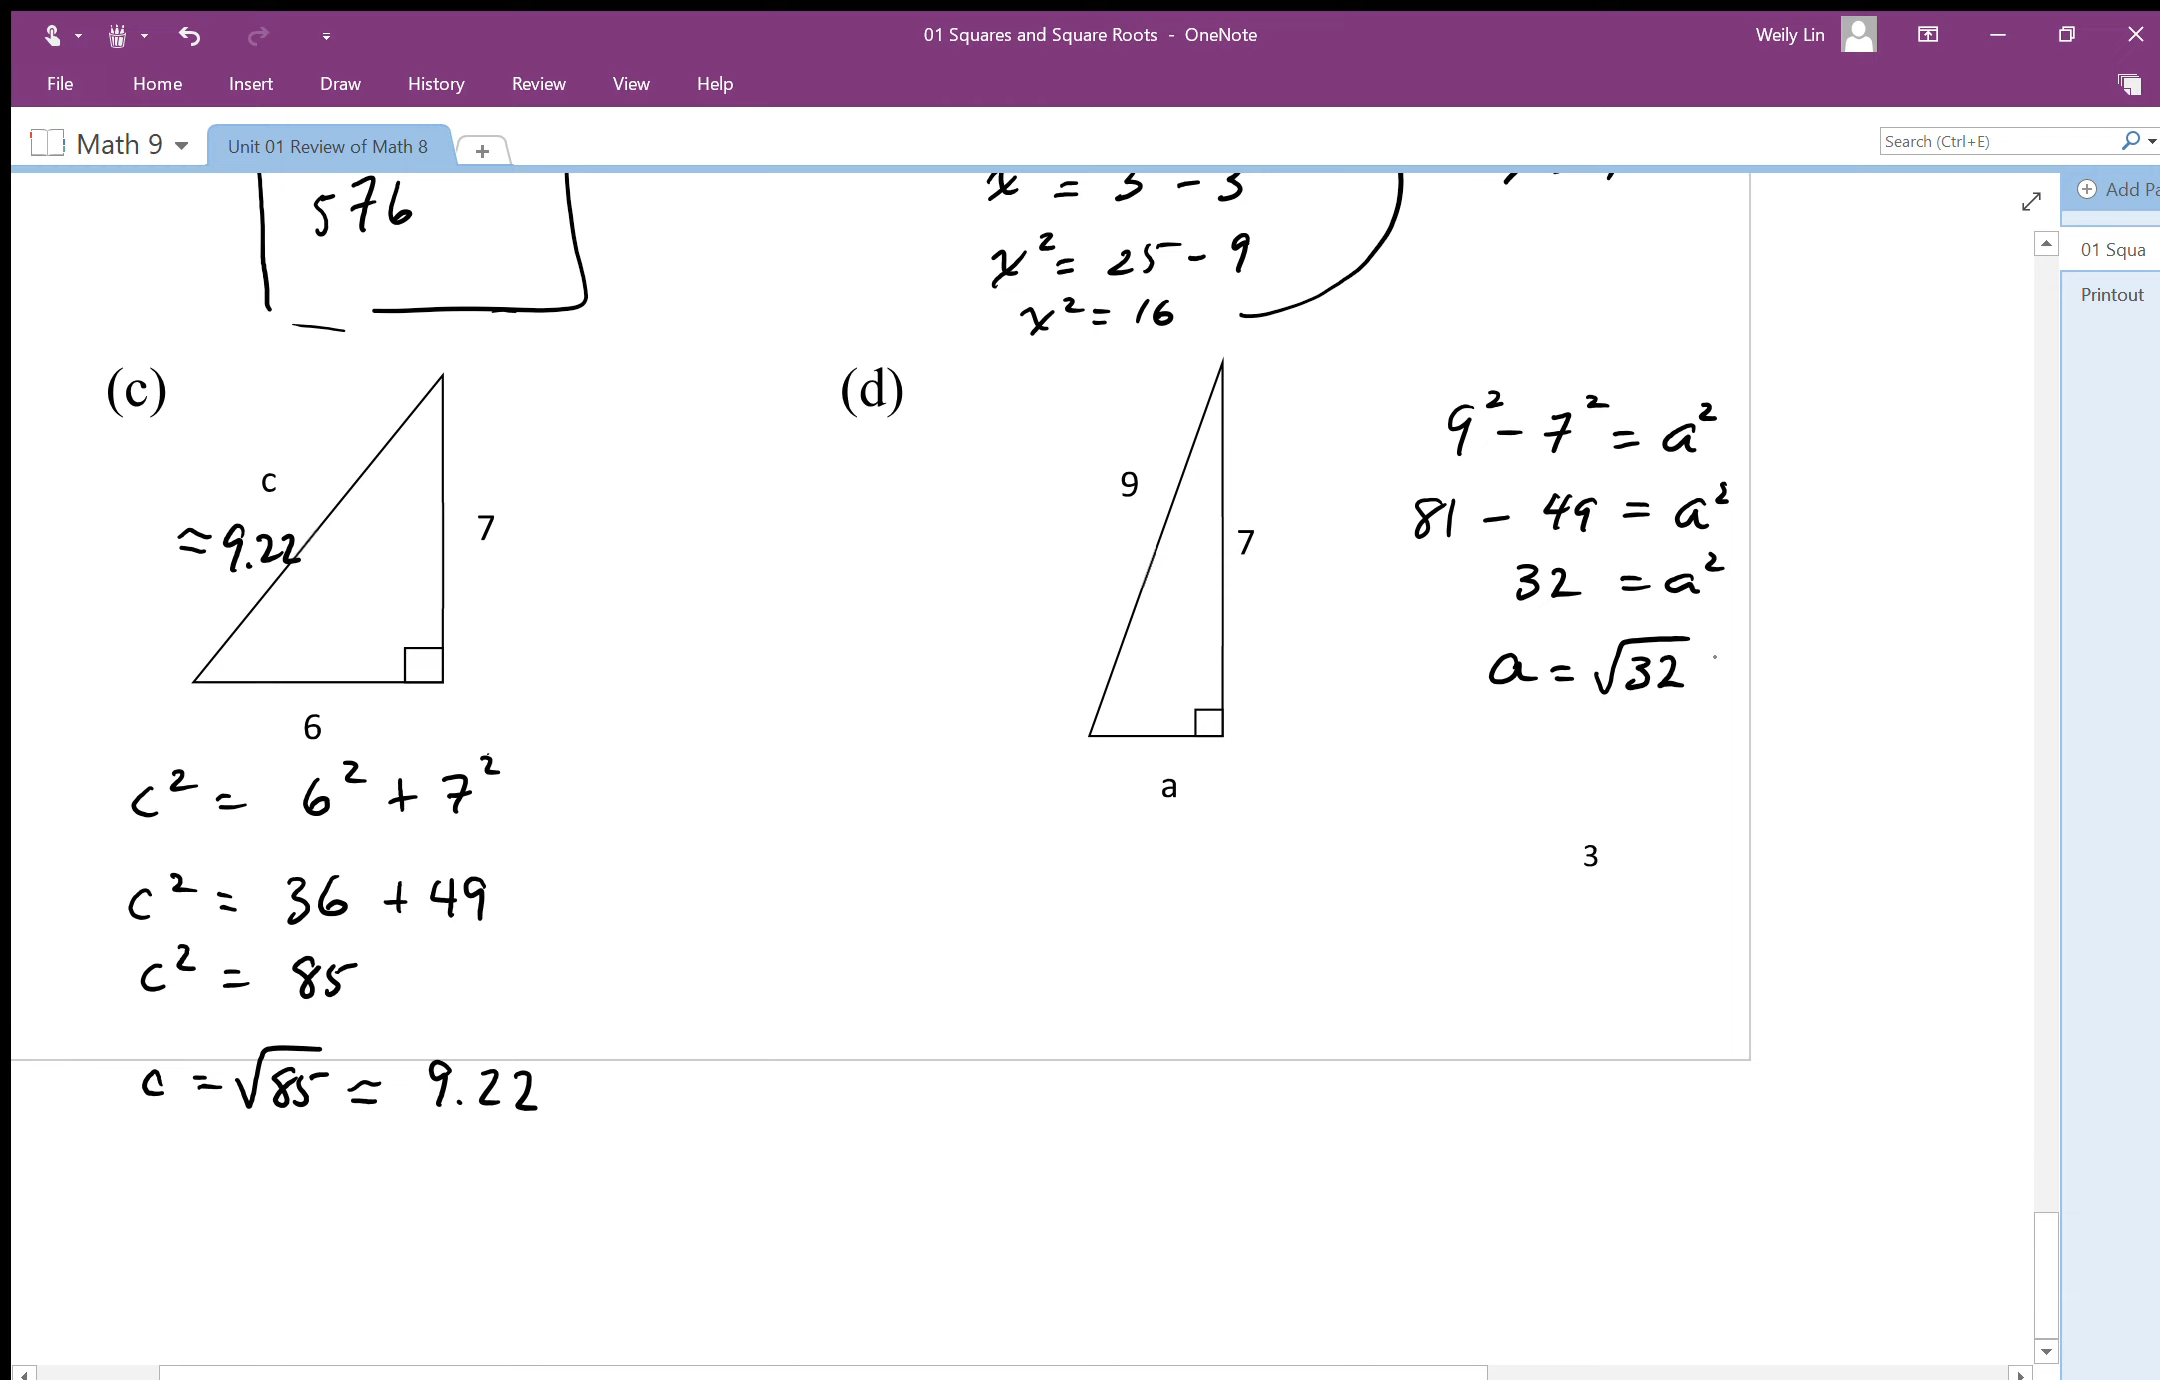 01 Squares and Square Roots - OneNote
Weily Lin
File Home Insert Draw History Review View Help
Math 9
Unit 01 Review of Math 8
+
Search (Ctrl+E)
Add Pa
01 Squa
Printout
576
x² = 25 - 9
x² = 16
(c)
c
≈ 9.22
7
6
c² = 6² + 7²
c² = 36 + 49
c² = 85
c = √85 ≈ 9.22
(d)
9
7
a
9² - 7² = a²
81 - 49 = a²
32 = a²
a = √32
3